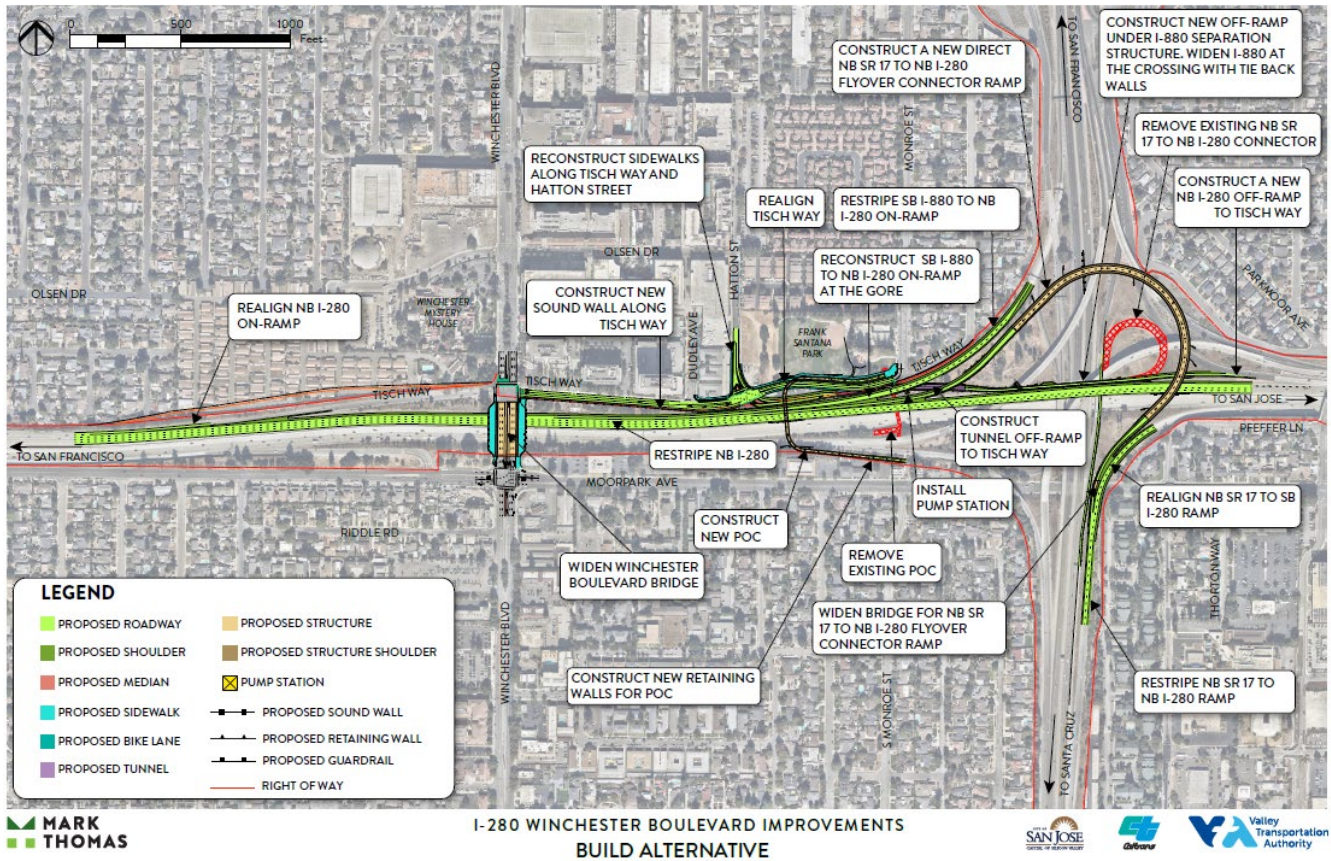 0 500 1000
Feet
WINCHESTER BLVD
TO SAN FRANCISCO
CONSTRUCT A NEW DIRECT
NB SR 17 TO NB I-280
FLYOVER CONNECTOR RAMP
CONSTRUCT NEW OFF-RAMP
UNDER I-880 SEPARATION
STRUCTURE. WIDEN I-880 AT
THE CROSSING WITH TIE BACK
WALLS
MONROE ST
REMOVE EXISTING NB SR
17 TO NB I-280 CONNECTOR
RECONSTRUCT SIDEWALKS
ALONG TISCH WAY AND
HATTON STREET
REALIGN
TISCH WAY
RESTRIPE SB I-880 TO NB
I-280 ON-RAMP
CONSTRUCT A NEW
NB I-280 OFF-RAMP
TO TISCH WAY
OLSEN DR
HATTON ST
RECONSTRUCT SB I-880
TO NB I-280 ON-RAMP
AT THE GORE
PARKMOOR AVE
OLSEN DR
REALIGN NB I-280
ON-RAMP
WINCHESTER
MYSTERY
HOUSE
CONSTRUCT NEW
SOUND WALL ALONG
TISCH WAY
DUDLEY AVE
FRANK
SANTANA
PARK
TISCH WAY
TISCH WAY
TISCH WAY
TO SAN JOSE
TO SAN FRANCISCO
RESTRIPE NB I-280
CONSTRUCT
TUNNEL OFF-RAMP
TO TISCH WAY
PFEFFER LN
MOORPARK AVE
INSTALL
PUMP STATION
REALIGN NB SR 17 TO SB
I-280 RAMP
CONSTRUCT
NEW POC
RIDDLE RD
WIDEN WINCHESTER
BOULEVARD BRIDGE
REMOVE
EXISTING POC
THORTON WAY
WIDEN BRIDGE FOR NB SR
17 TO NB I-280 FLYOVER
CONNECTOR RAMP
WINCHESTER BLVD
CONSTRUCT NEW RETAINING
WALLS FOR POC
S MONROE ST
RESTRIPE NB SR 17 TO
NB I-280 RAMP
TO SANTA CRUZ
LEGEND
PROPOSED ROADWAY
PROPOSED SHOULDER
PROPOSED MEDIAN
PROPOSED SIDEWALK
PROPOSED BIKE LANE
PROPOSED TUNNEL
PROPOSED STRUCTURE
PROPOSED STRUCTURE SHOULDER
PUMP STATION
PROPOSED SOUND WALL
PROPOSED RETAINING WALL
PROPOSED GUARDRAIL
RIGHT OF WAY
MARK
THOMAS
I-280 WINCHESTER BOULEVARD IMPROVEMENTS
BUILD ALTERNATIVE
CITY OF
SAN JOSE
CAPITAL OF SILICON VALLEY
Caltrans
Valley
Transportation
Authority